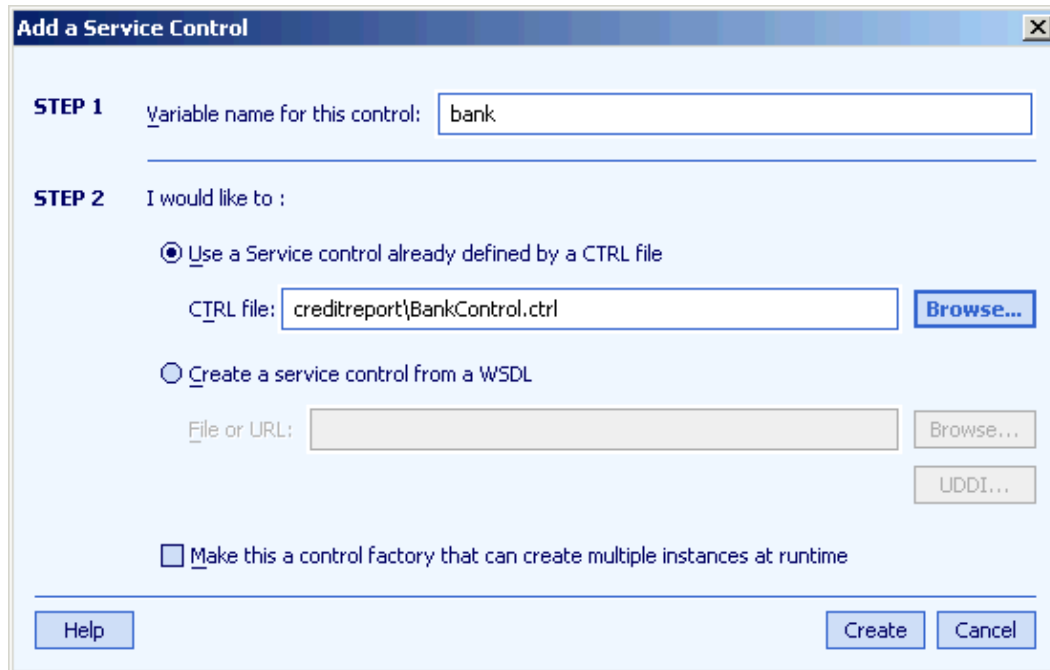 Add a Service Control
STEP 1 Variable name for this control: bank
STEP 2 I would like to :
Use a Service control already defined by a CTRL file
CTRL file: creditreport\BankControl.ctrl Browse...
Create a service control from a WSDL
File or URL: Browse...
UDDI...
Make this a control factory that can create multiple instances at runtime
Help Create Cancel